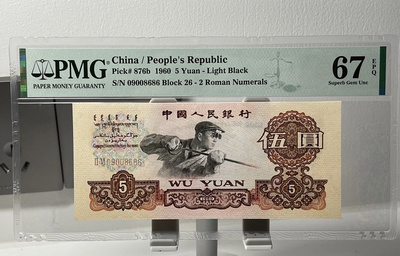 PMG
PAPER MONEY GUARANTY
China / People's Republic
Pick# 876b 1960 5 Yuan - Light Black
S/N 09008686 Block 26 - 2 Roman Numerals
67 EPQ
Superb Gem Unc
中国人民银行
伍圆
09008686
5
WU YUAN
5